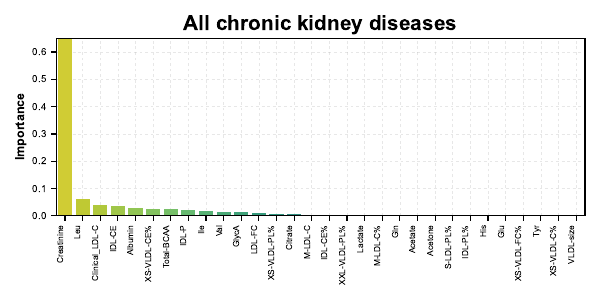 All chronic kidney diseases
Importance
0.6
0.5
0.4
0.3
0.2
0.1
0.0
Creatinine
Leu
Clinical_LDL-C
IDL-CE
Albumin
XS-VLDL-CE%
Total-BCAA
IDL-P
Ile
Val
GlycA
LDL-FC
XS-VLDL-PL%
Citrate
M-LDL-C
IDL-CE%
XXL-VLDL-PL%
Lactate
M-LDL-C%
Gln
Acetate
Acetone
S-LDL-PL%
IDL-PL%
His
Glu
XS-VLDL-FC%
Tyr
XS-VLDL-C%
VLDL-size